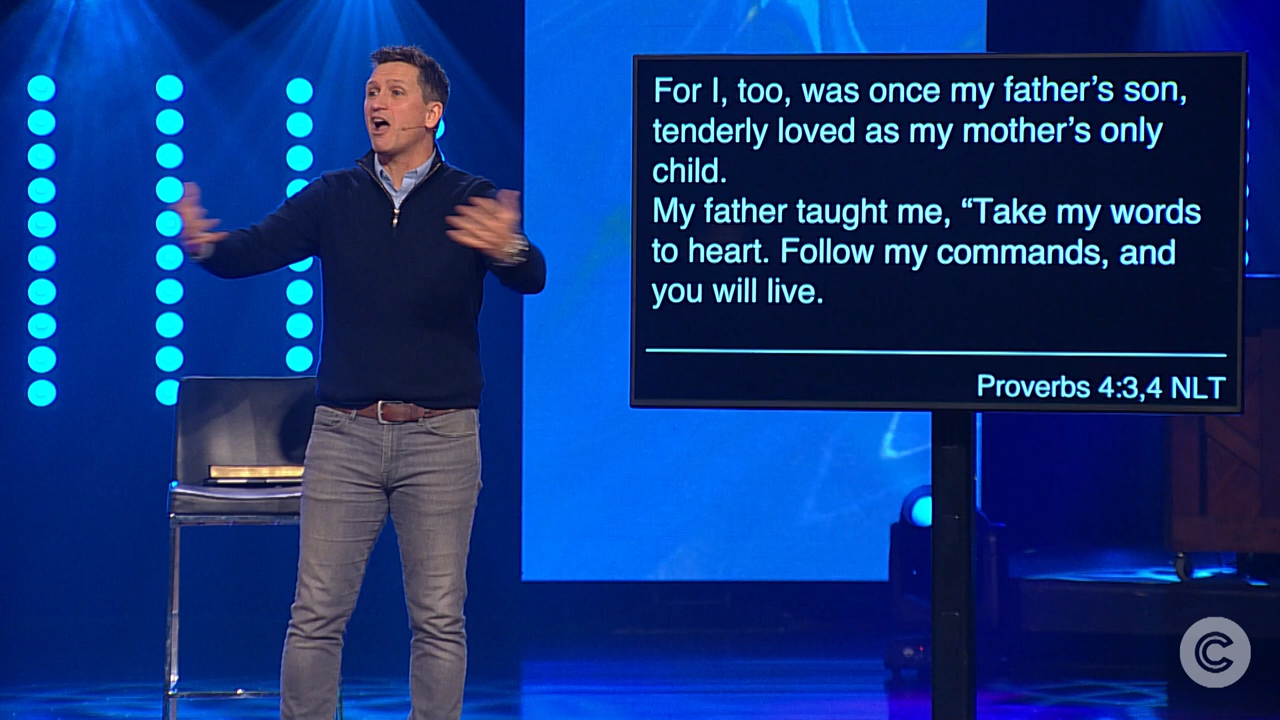 For I, too, was once my father’s son,
tenderly loved as my mother’s only
child.
My father taught me, “Take my words
to heart. Follow my commands, and
you will live.
Proverbs 4:3,4 NLT
C